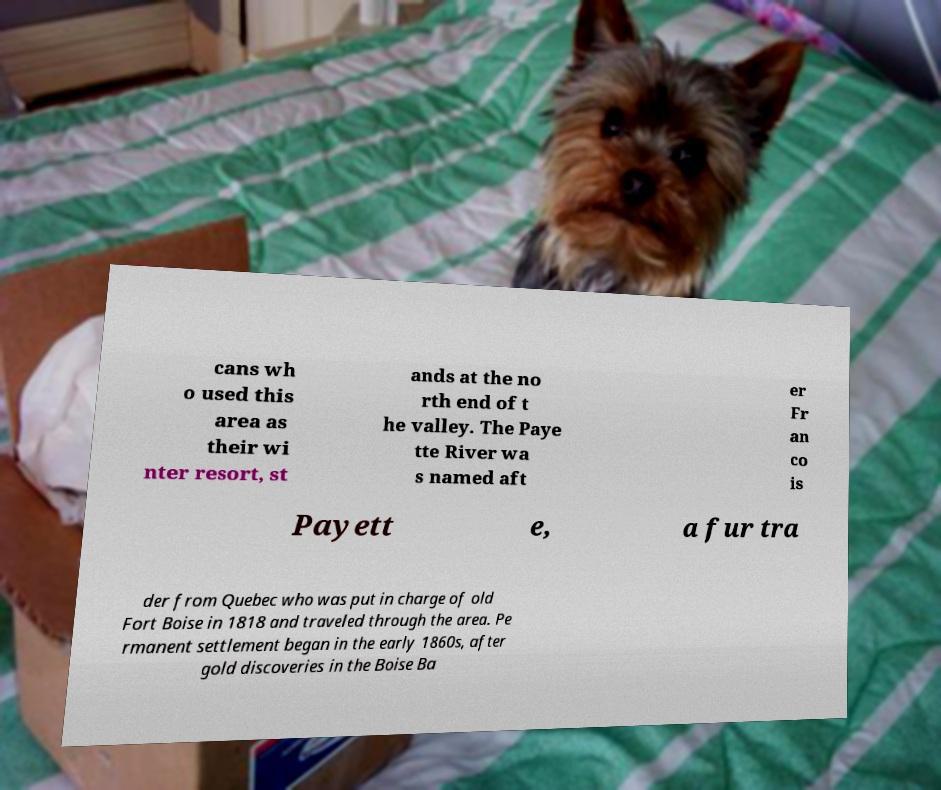 cans wh
o used this
area as
their wi
nter resort, st
ands at the no
rth end of t
he valley. The Paye
tte River wa
s named aft
er
Fr
an
co
is
Payett
e,
a fur tra
der from Quebec who was put in charge of old
Fort Boise in 1818 and traveled through the area. Pe
rmanent settlement began in the early 1860s, after
gold discoveries in the Boise Ba